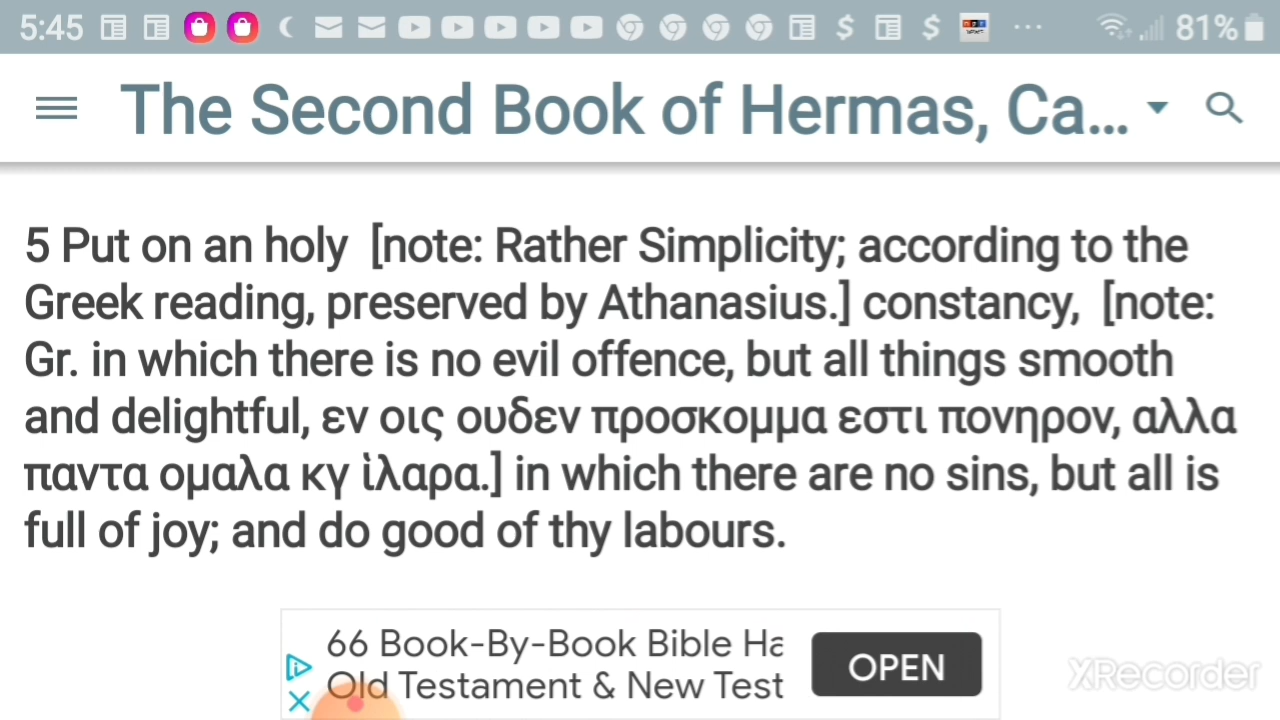 5:45
81%
The Second Book of Hermas, Ca...
5 Put on an holy [note: Rather Simplicity; according to the
Greek reading, preserved by Athanasius.] constancy, [note:
Gr. in which there is no evil offence, but all things smooth
and delightful, εν οις ουδεν προσκομμα εστι πονηρον, αλλα
παντα ομαλα κγ ὶλαρα.] in which there are no sins, but all is
full of joy; and do good of thy labours.
66 Book-By-Book Bible Ha
Old Testament & New Test
OPEN
XRecorder